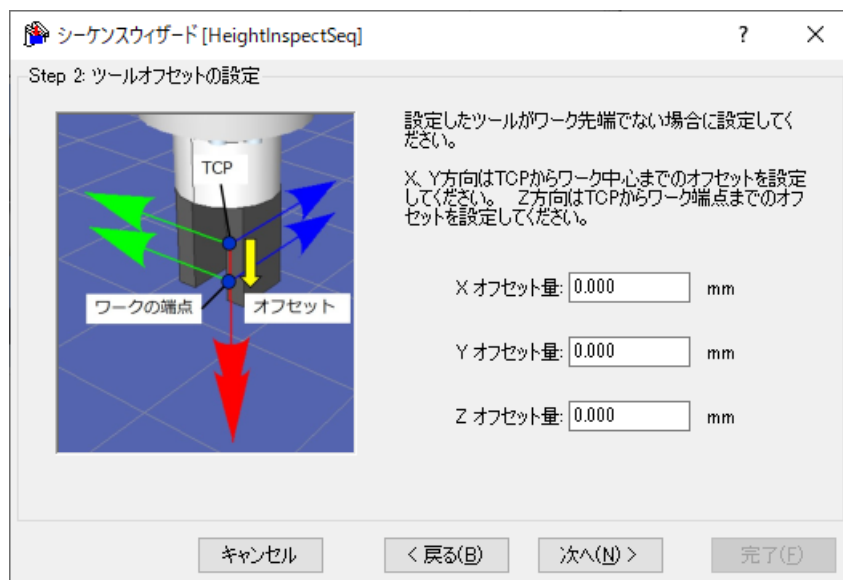 シーケンスウィザード [HeightInspectSeq]
?
Step 2: ツールオフセットの設定
TCP
ワークの端点
オフセット
設定したツールがワーク先端でない場合に設定してく
ださい。
X、Y方向はTCPからワーク中心までのオフセットを設定
してください。 Z方向はTCPからワーク端点までのオフ
セットを設定してください。
X オフセット量: 0.000 mm
Y オフセット量: 0.000 mm
Z オフセット量: 0.000 mm
キャンセル < 戻る(B) 次へ(N) > 完了(F)